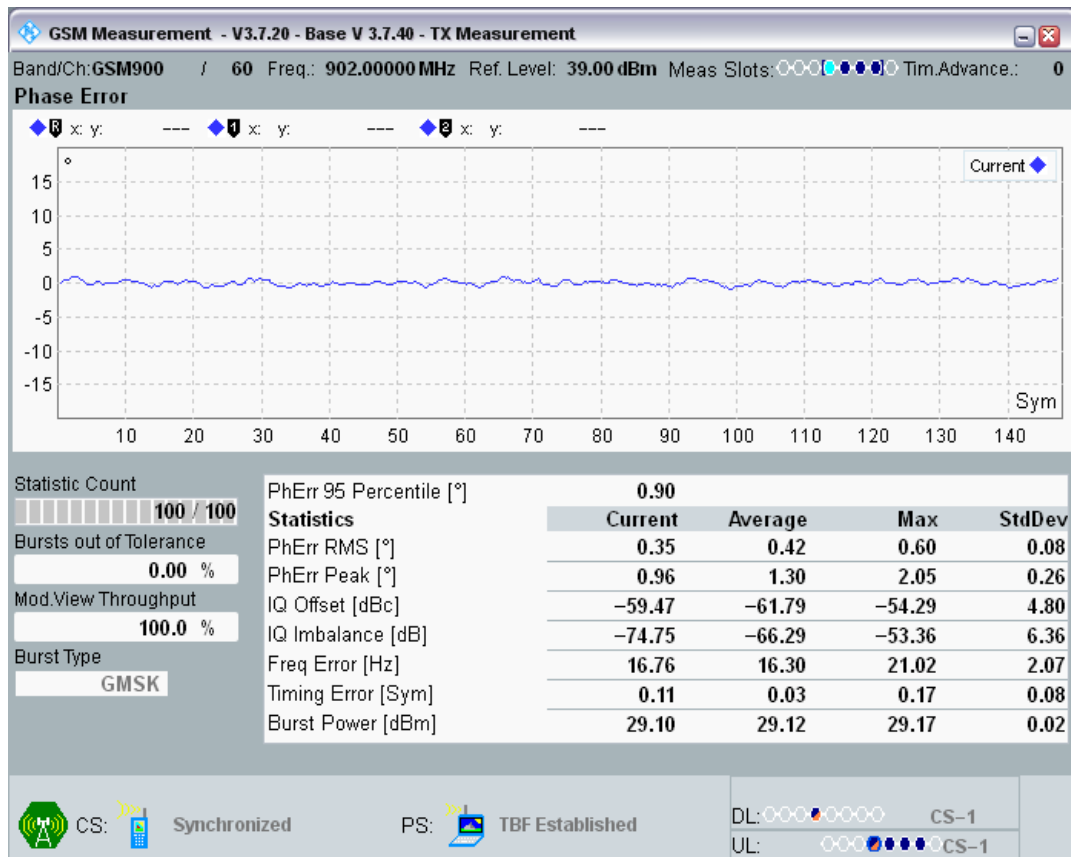 GSM Measurement - V3.7.20 - Base V 3.7.40 - TX Measurement
Band/Ch:GSM900 / 60 Freq.: 902.00000 MHz Ref. Level: 39.00 dBm Meas Slots: Tim.Advance.: 0
Phase Error
R x: y: --- 1 x: y: --- 2 x: y: ---
°
Current
15
10
5
0
-5
-10
-15
Sym
10 20 30 40 50 60 70 80 90 100 110 120 130 140
Statistic Count
100 / 100
Bursts out of Tolerance
0.00 %
Mod.View Throughput
100.0 %
Burst Type
GMSK
PhErr 95 Percentile [°] 0.90
Statistics Current Average Max StdDev
PhErr RMS [°] 0.35 0.42 0.60 0.08
PhErr Peak [°] 0.96 1.30 2.05 0.26
IQ Offset [dBc] −59.47 −61.79 −54.29 4.80
IQ Imbalance [dB] −74.75 −66.29 −53.36 6.36
Freq Error [Hz] 16.76 16.30 21.02 2.07
Timing Error [Sym] 0.11 0.03 0.17 0.08
Burst Power [dBm] 29.10 29.12 29.17 0.02
CS: Synchronized PS: TBF Established
DL: CS−1
UL: CS−1